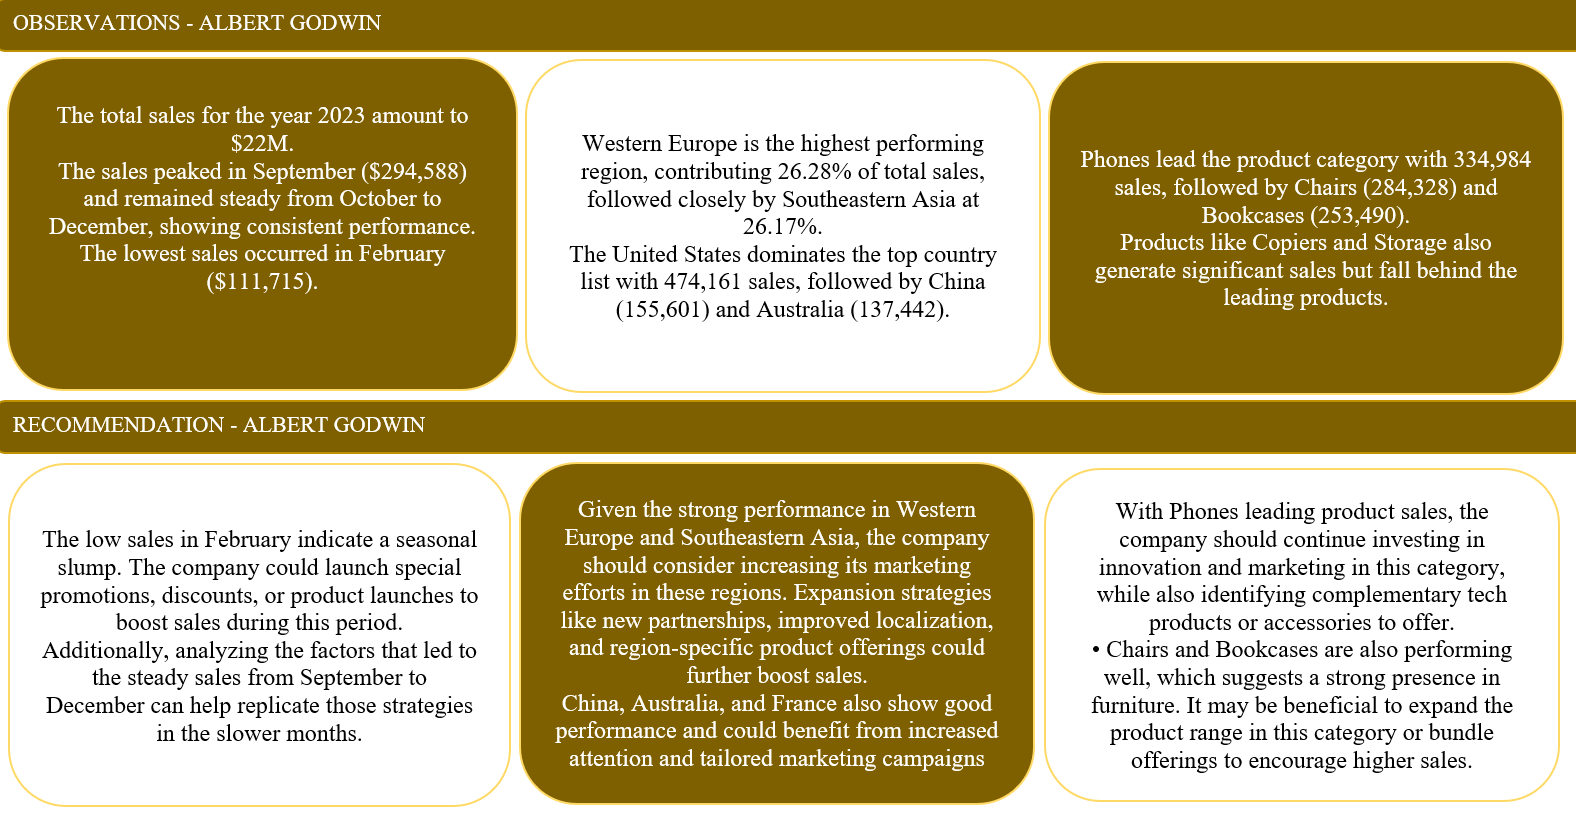 OBSERVATIONS - ALBERT GODWIN
The total sales for the year 2023 amount to
$22M.
The sales peaked in September ($294,588)
and remained steady from October to
December, showing consistent performance.
The lowest sales occurred in February
($111,715).
Western Europe is the highest performing
region, contributing 26.28% of total sales,
followed closely by Southeastern Asia at
26.17%.
The United States dominates the top country
list with 474,161 sales, followed by China
(155,601) and Australia (137,442).
Phones lead the product category with 334,984
sales, followed by Chairs (284,328) and
Bookcases (253,490).
Products like Copiers and Storage also
generate significant sales but fall behind the
leading products.
RECOMMENDATION - ALBERT GODWIN
The low sales in February indicate a seasonal
slump. The company could launch special
promotions, discounts, or product launches to
boost sales during this period.
Additionally, analyzing the factors that led to
the steady sales from September to
December can help replicate those strategies
in the slower months.
Given the strong performance in Western
Europe and Southeastern Asia, the company
should consider increasing its marketing
efforts in these regions. Expansion strategies
like new partnerships, improved localization,
and region-specific product offerings could
further boost sales.
China, Australia, and France also show good
performance and could benefit from increased
attention and tailored marketing campaigns
With Phones leading product sales, the
company should continue investing in
innovation and marketing in this category,
while also identifying complementary tech
products or accessories to offer.
• Chairs and Bookcases are also performing
well, which suggests a strong presence in
furniture. It may be beneficial to expand the
product range in this category or bundle
offerings to encourage higher sales.